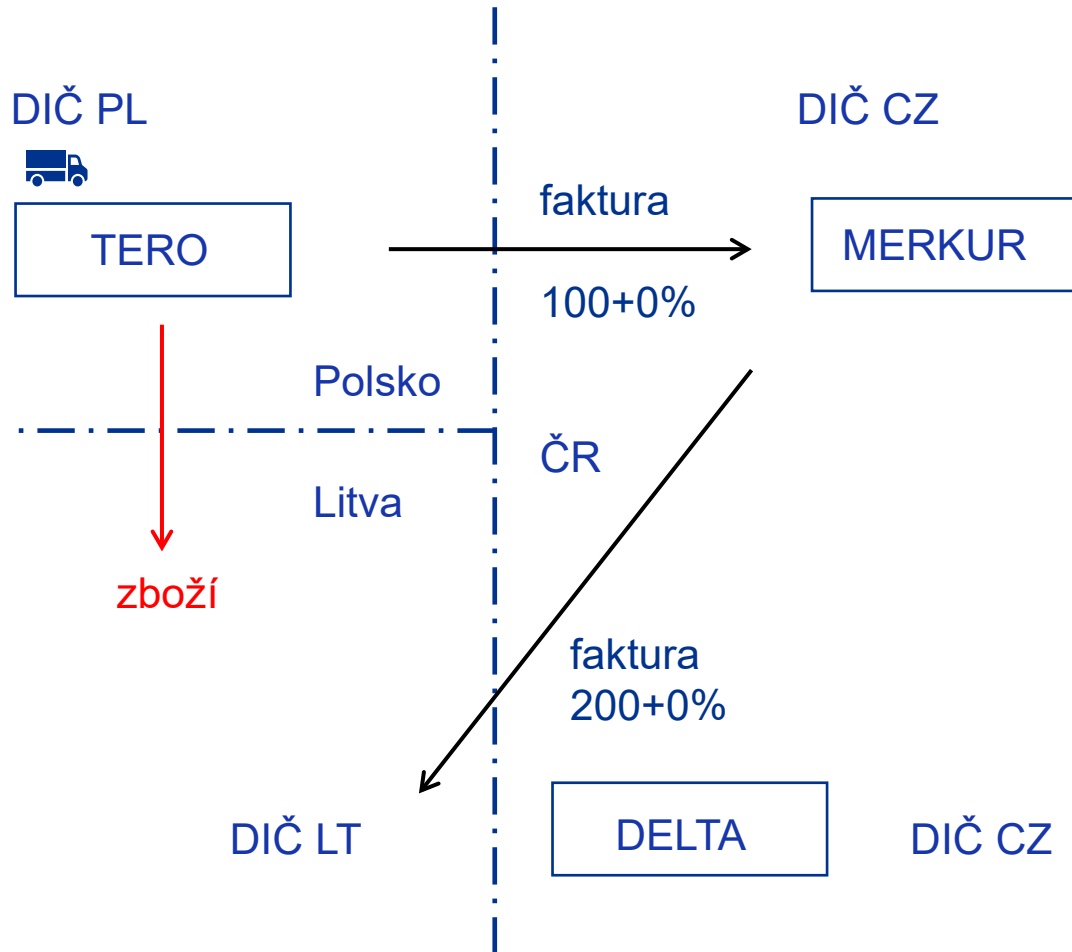 DIČ PL
DIČ CZ
TERO
faktura
MERKUR
100+0%
Polsko
ČR
Litva
zboží
faktura
200+0%
DIČ LT
DELTA
DIČ CZ